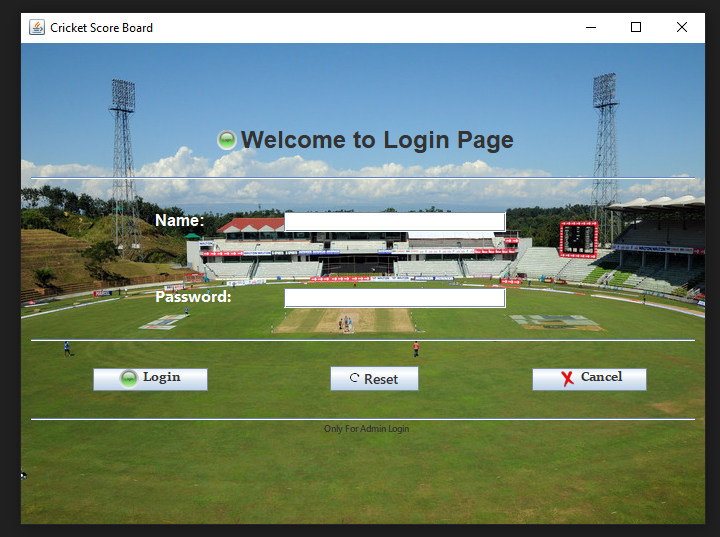 Cricket Score Board
Welcome to Login Page
Name:
Password:
Login
Reset
Cancel
Only For Admin Login